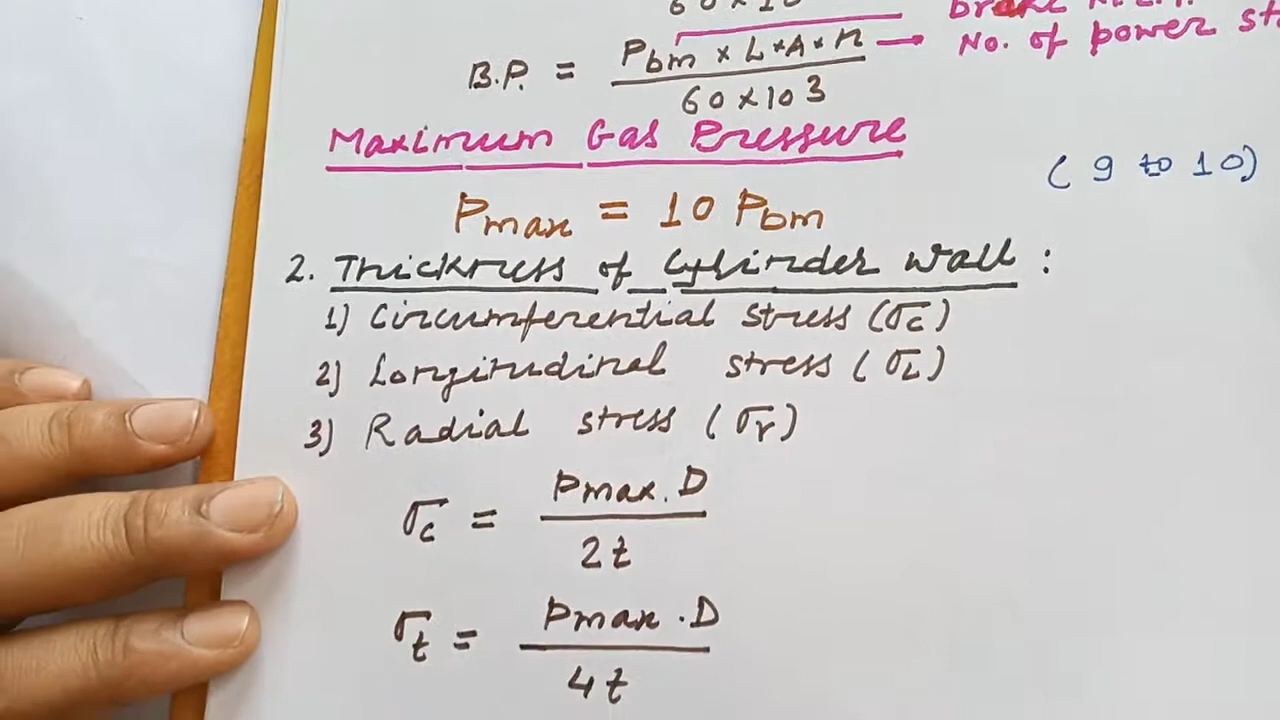 60×10
B.P. = Pbm × L×A×n / 60×10³ → No. of power
Maximum Gas Pressure
(9 to 10)
Pmax = 10 Pbm
2. Thickness of Cylinder Wall :
1) Circumferential stress (σc)
2) Longitudinal stress (σL)
3) Radial stress (σr)
σc = Pmax. D / 2t
σt = Pmax . D / 4t